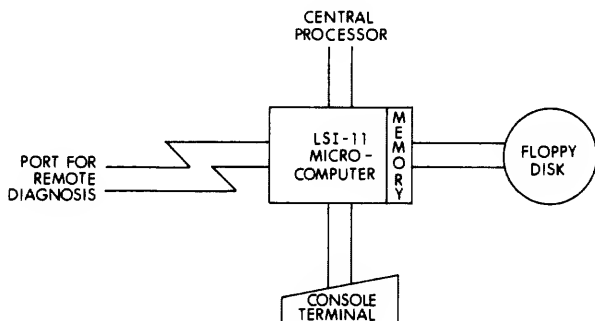 CENTRAL
PROCESSOR
LSI-11
MICRO-
COMPUTER
MEMORY
FLOPPY
DISK
PORT FOR
REMOTE
DIAGNOSIS
CONSOLE
TERMINAL